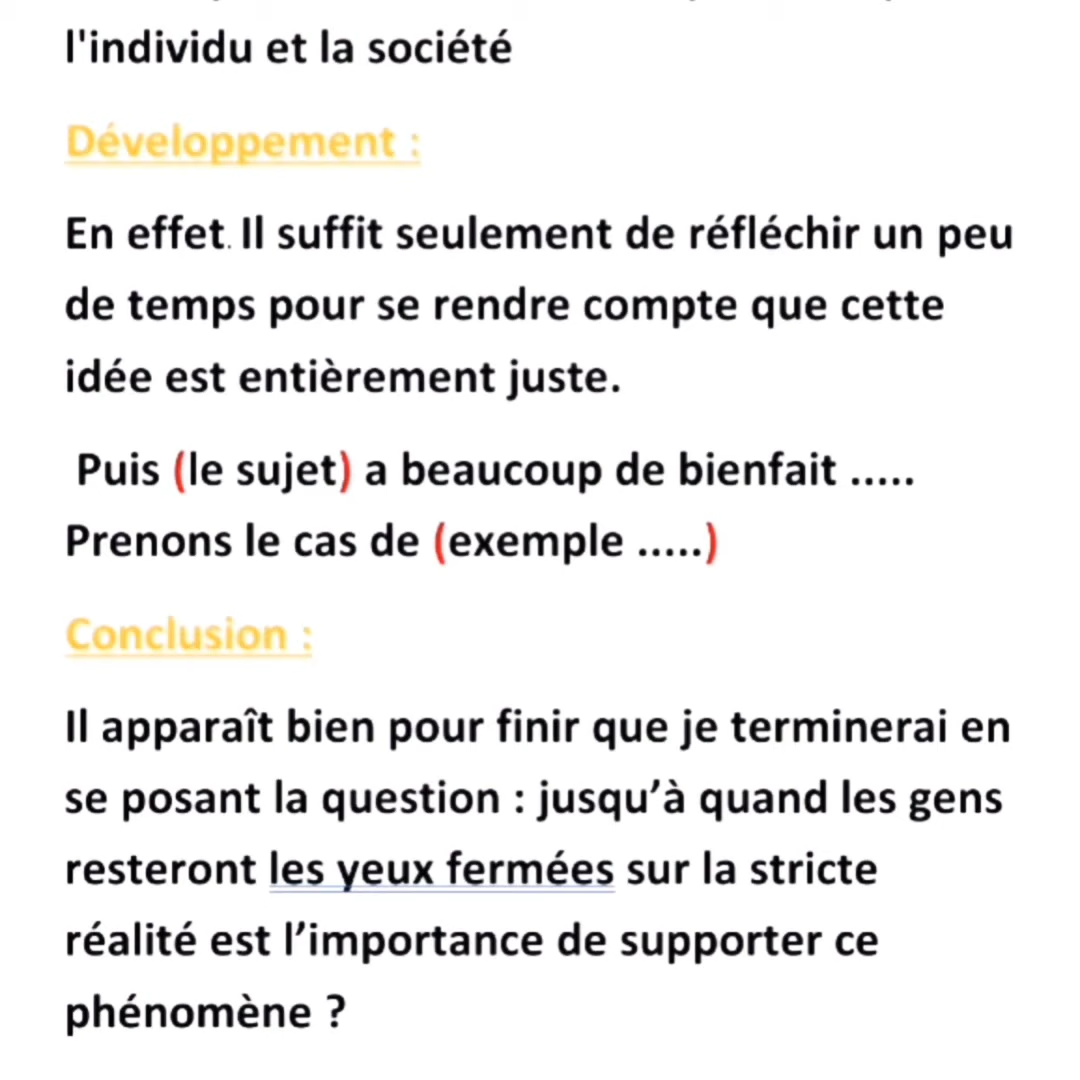 l'individu et la société
Développement :
En effet. Il suffit seulement de réfléchir un peu
de temps pour se rendre compte que cette
idée est entièrement juste.
Puis (le sujet) a beaucoup de bienfait .....
Prenons le cas de (exemple .....)
Conclusion :
Il apparaît bien pour finir que je terminerai en
se posant la question : jusqu’à quand les gens
resteront les yeux fermées sur la stricte
réalité est l’importance de supporter ce
phénomène ?